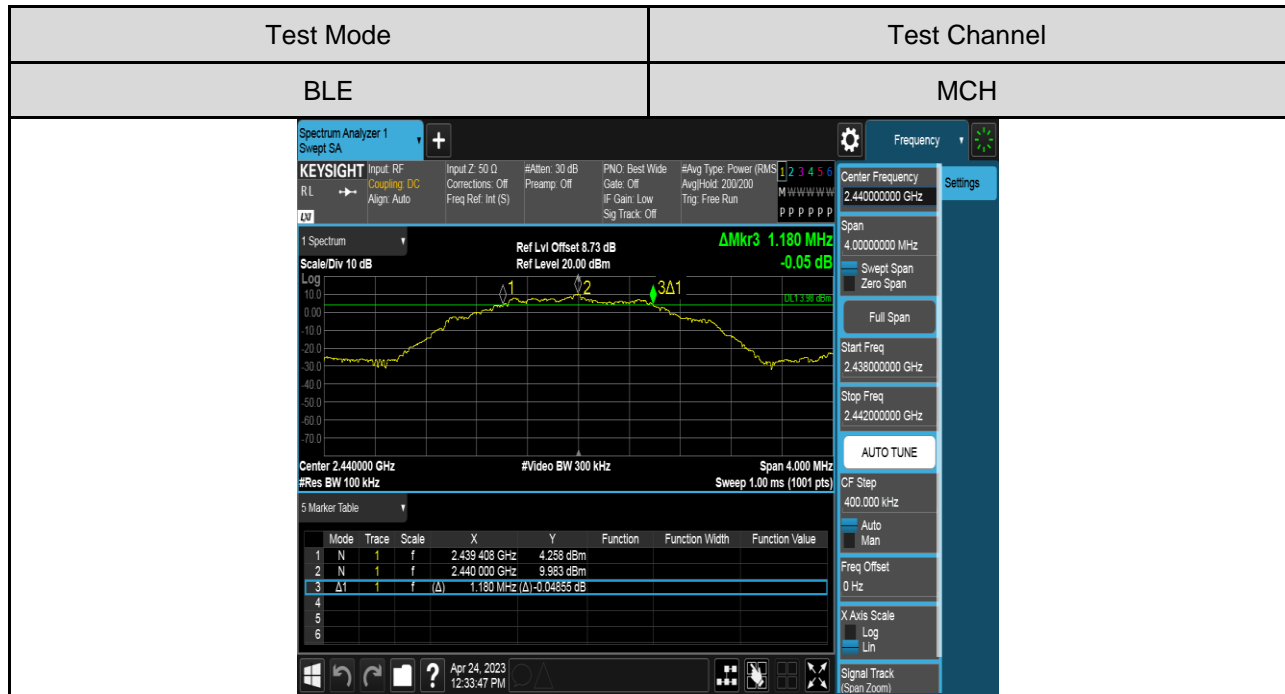 Test Mode Test Channel
BLE MCH
Spectrum Analyzer 1
Swept SA
+
Frequency
KEYSIGHT
RL
LXI
Input: RF
Coupling: DC
Align: Auto
Input Z: 50 Ω
Corrections: Off
Freq Ref: Int (S)
#Atten: 30 dB
Preamp: Off
PNO: Best Wide
Gate: Off
IF Gain: Low
Sig Track: Off
#Avg Type: Power (RMS
Avg|Hold: 200/200
Trig: Free Run
1 2 3 4 5 6
M W W W W W
P P P P P P
1 Spectrum
Scale/Div 10 dB
Ref Lvl Offset 8.73 dB
Ref Level 20.00 dBm
ΔMkr3 1.180 MHz
-0.05 dB
Log
10.0
0.00
-10.0
-20.0
-30.0
-40.0
-50.0
-60.0
-70.0
1
2
3Δ1
DL1 3.98 dBm
Center 2.440000 GHz
#Res BW 100 kHz
#Video BW 300 kHz
Span 4.000 MHz
Sweep 1.00 ms (1001 pts)
5 Marker Table
Mode Trace Scale X Y Function Function Width Function Value
1 N 1 f 2.439 408 GHz 4.258 dBm
2 N 1 f 2.440 000 GHz 9.983 dBm
3 Δ1 1 f (Δ) 1.180 MHz (Δ) -0.04855 dB
4
5
6
?
Apr 24, 2023
12:33:47 PM
Center Frequency
2.440000000 GHz
Settings
Span
4.00000000 MHz
Swept Span
Zero Span
Full Span
Start Freq
2.438000000 GHz
Stop Freq
2.442000000 GHz
AUTO TUNE
CF Step
400.000 kHz
Auto
Man
Freq Offset
0 Hz
X Axis Scale
Log
Lin
Signal Track
(Span Zoom)